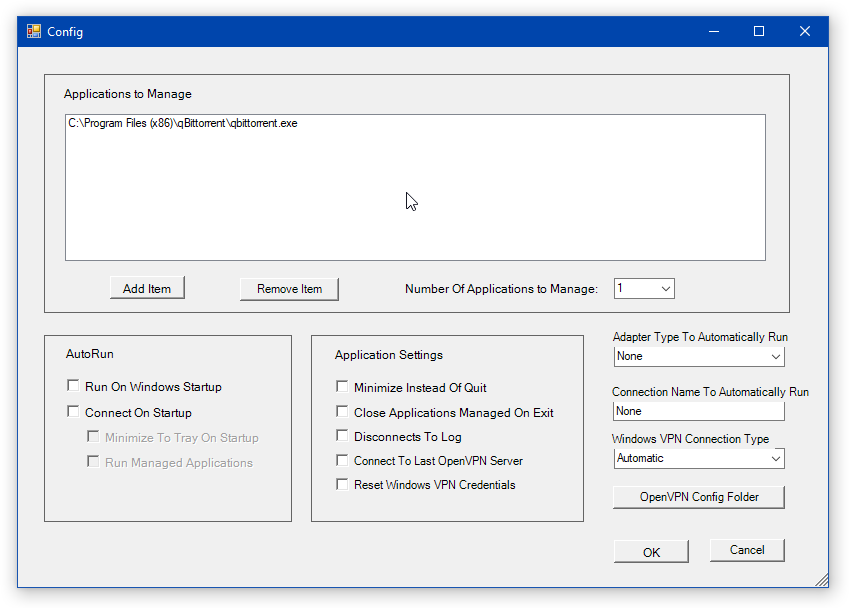 Config
Applications to Manage
C:\Program Files (x86)\qBittorrent\qbittorrent.exe
Add Item
Remove Item
Number Of Applications to Manage:
1
AutoRun
Run On Windows Startup
Connect On Startup
Minimize To Tray On Startup
Run Managed Applications
Application Settings
Minimize Instead Of Quit
Close Applications Managed On Exit
Disconnects To Log
Connect To Last OpenVPN Server
Reset Windows VPN Credentials
Adapter Type To Automatically Run
None
Connection Name To Automatically Run
None
Windows VPN Connection Type
Automatic
OpenVPN Config Folder
OK
Cancel